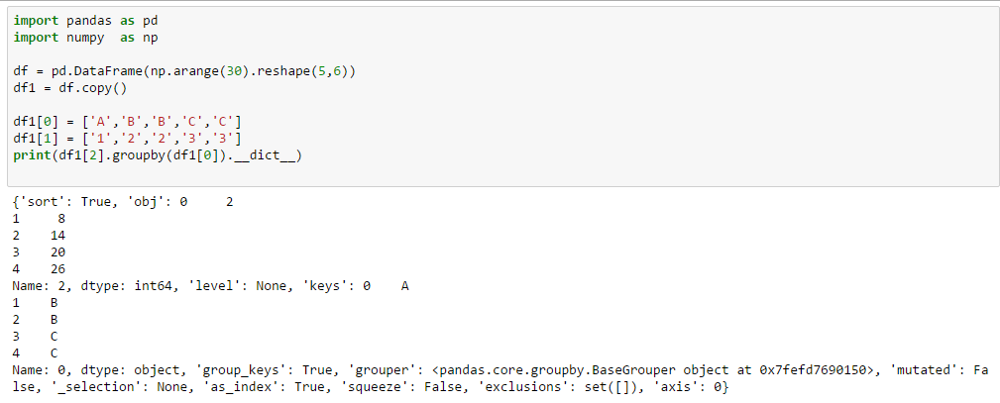 import pandas as pd
import numpy  as np
df = pd.DataFrame(np.arange(30).reshape(5,6))
df1 = df.copy()
df1[0] = ['A','B','B','C','C']
df1[1] = ['1','2','2','3','3']
print(df1[2].groupby(df1[0]).__dict__)
{'sort': True, 'obj': 0     2
1     8
2    14
3    20
4    26
Name: 2, dtype: int64, 'level': None, 'keys': 0    A
1    B
2    B
3    C
4    C
Name: 0, dtype: object, 'group_keys': True, 'grouper': <pandas.core.groupby.BaseGrouper object at 0x7fefd7690150>, 'mutated': Fa
lse, '_selection': None, 'as_index': True, 'squeeze': False, 'exclusions': set([]), 'axis': 0}